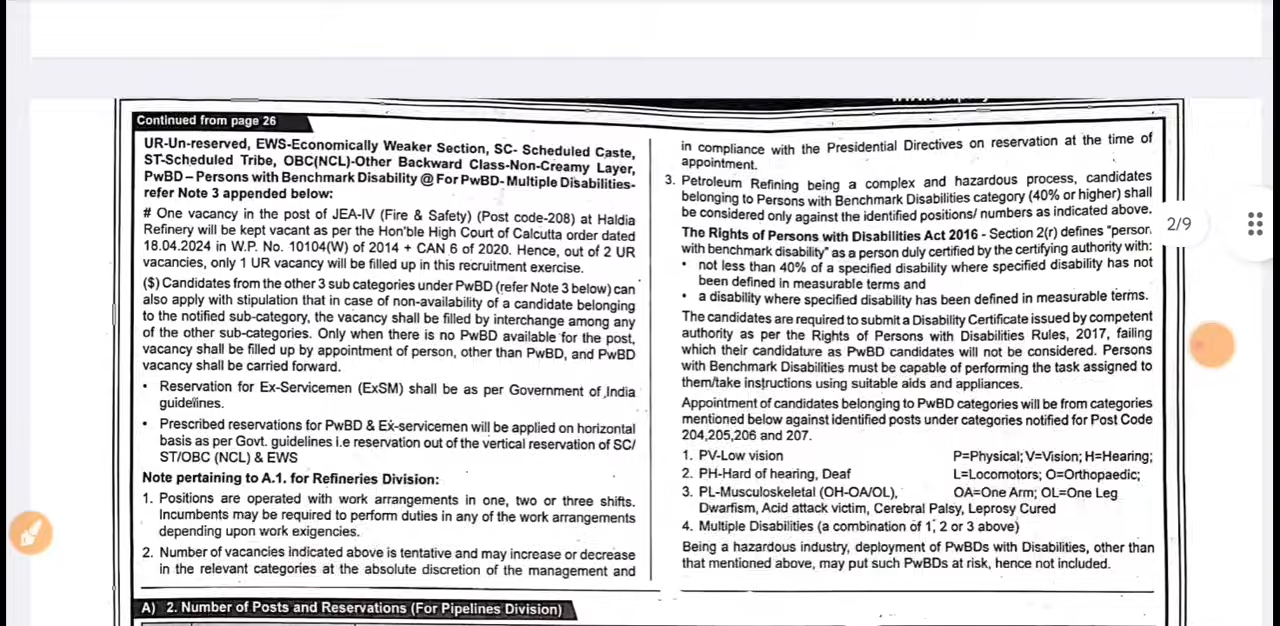 Continued from page 26
UR-Un-reserved, EWS-Economically Weaker Section, SC- Scheduled Caste,
ST-Scheduled Tribe, OBC(NCL)-Other Backward Class-Non-Creamy Layer,
PwBD – Persons with Benchmark Disability @ For PwBD- Multiple Disabilities-
refer Note 3 appended below:
# One vacancy in the post of JEA-IV (Fire & Safety) (Post code-208) at Haldia
Refinery will be kept vacant as per the Hon'ble High Court of Calcutta order dated
18.04.2024 in W.P. No. 10104(W) of 2014 + CAN 6 of 2020. Hence, out of 2 UR
vacancies, only 1 UR vacancy will be filled up in this recruitment exercise.
($) Candidates from the other 3 sub categories under PwBD (refer Note 3 below) can
also apply with stipulation that in case of non-availability of a candidate belonging
to the notified sub-category, the vacancy shall be filled by interchange among any
of the other sub-categories. Only when there is no PwBD available for the post,
vacancy shall be filled up by appointment of person, other than PwBD, and PwBD
vacancy shall be carried forward.
• Reservation for Ex-Servicemen (ExSM) shall be as per Government of India
guidelines.
• Prescribed reservations for PwBD & Ex-servicemen will be applied on horizontal
basis as per Govt. guidelines i.e reservation out of the vertical reservation of SC/
ST/OBC (NCL) & EWS
Note pertaining to A.1. for Refineries Division:
1. Positions are operated with work arrangements in one, two or three shifts.
Incumbents may be required to perform duties in any of the work arrangements
depending upon work exigencies.
2. Number of vacancies indicated above is tentative and may increase or decrease
in the relevant categories at the absolute discretion of the management and
in compliance with the Presidential Directives on reservation at the time of
appointment.
3. Petroleum Refining being a complex and hazardous process, candidates
belonging to Persons with Benchmark Disabilities category (40% or higher) shall
be considered only against the identified positions/ numbers as indicated above.
The Rights of Persons with Disabilities Act 2016 - Section 2(r) defines "person
with benchmark disability" as a person duly certified by the certifying authority with:
• not less than 40% of a specified disability where specified disability has not
been defined in measurable terms and
• a disability where specified disability has been defined in measurable terms.
The candidates are required to submit a Disability Certificate issued by competent
authority as per the Rights of Persons with Disabilities Rules, 2017, failing
which their candidature as PwBD candidates will not be considered. Persons
with Benchmark Disabilities must be capable of performing the task assigned to
them/take instructions using suitable aids and appliances.
Appointment of candidates belonging to PwBD categories will be from categories
mentioned below against identified posts under categories notified for Post Code
204,205,206 and 207.
1. PV-Low vision P=Physical; V=Vision; H=Hearing;
2. PH-Hard of hearing, Deaf L=Locomotors; O=Orthopaedic;
3. PL-Musculoskeletal (OH-OA/OL), OA=One Arm; OL=One Leg
Dwarfism, Acid attack victim, Cerebral Palsy, Leprosy Cured
4. Multiple Disabilities (a combination of 1, 2 or 3 above)
Being a hazardous industry, deployment of PwBDs with Disabilities, other than
that mentioned above, may put such PwBDs at risk, hence not included.
2/9
A) 2. Number of Posts and Reservations (For Pipelines Division)